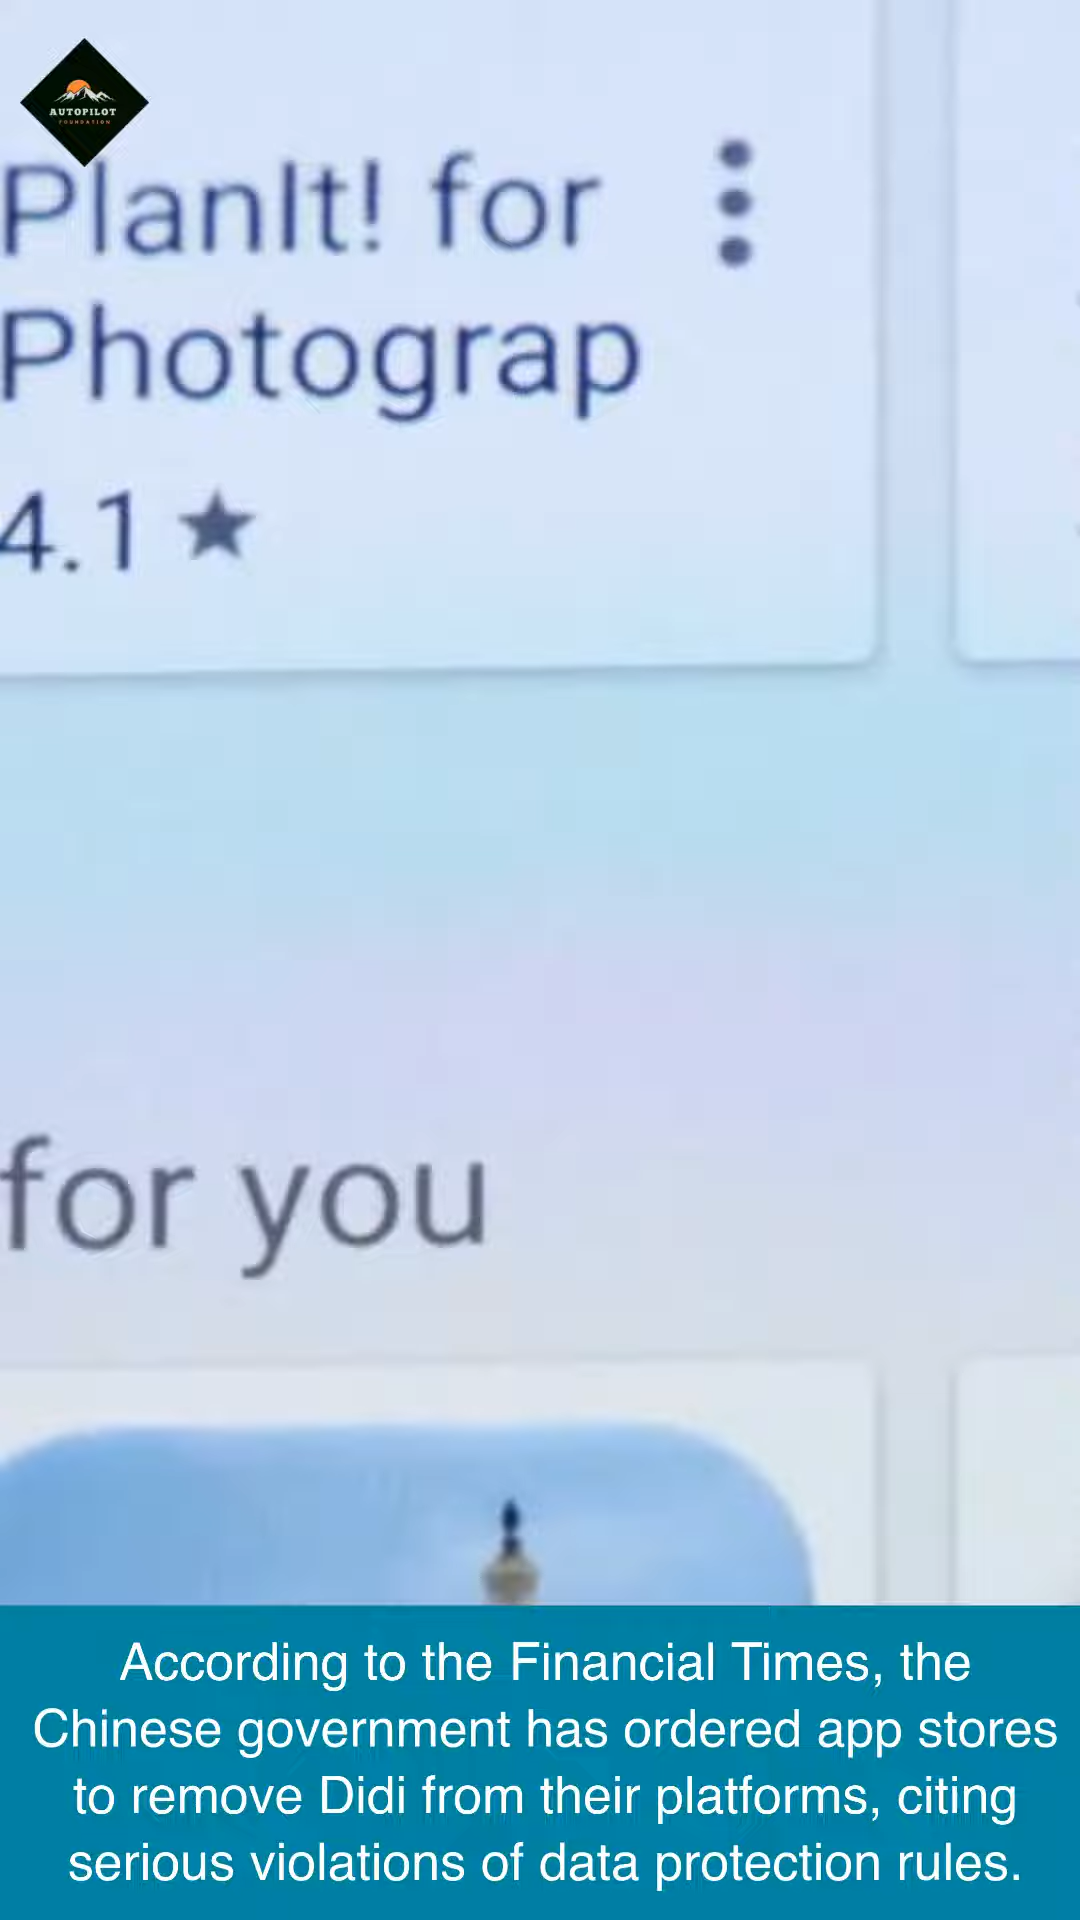 AUTOPILOT
FOUNDATION
PlanIt! for
Photograp
4.1 ★
for you
According to the Financial Times, the
Chinese government has ordered app stores
to remove Didi from their platforms, citing
serious violations of data protection rules.